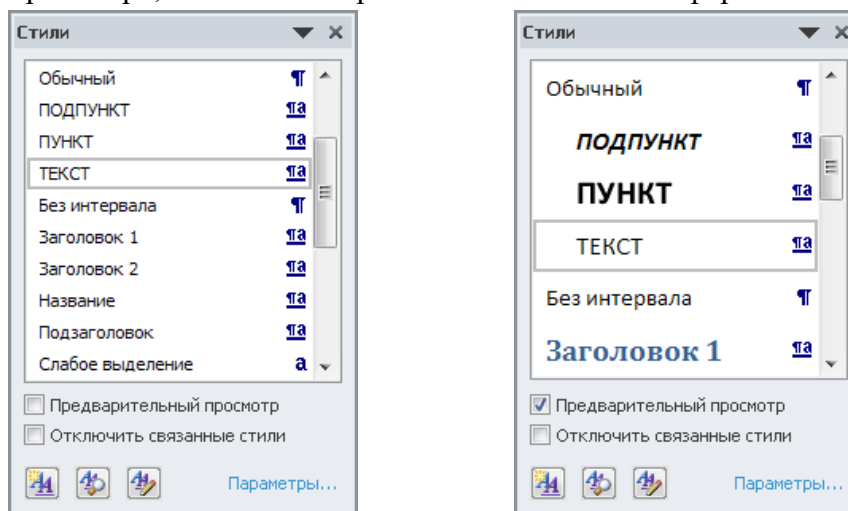 Стили
Обычный
ПОДПУНКТ
ПУНКТ
ТЕКСТ
Без интервала
Заголовок 1
Заголовок 2
Название
Подзаголовок
Слабое выделение
Предварительный просмотр
Отключить связанные стили
Параметры...
Стили
Обычный
ПОДПУНКТ
ПУНКТ
ТЕКСТ
Без интервала
Заголовок 1
Предварительный просмотр
Отключить связанные стили
Параметры...